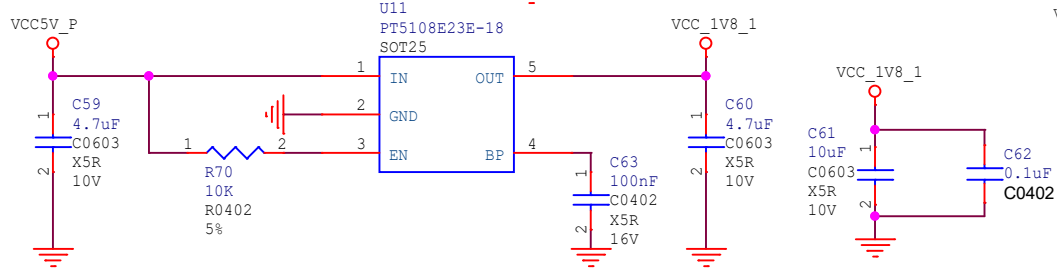 U11
PT5108E23E-18
SOT25
VCC5V_P
VCC_1V8_1
1
IN
OUT
5
2
GND
3
EN
BP
4
1
C59
4.7uF
C0603
X5R
10V
2
1
2
R70
10K
R0402
5%
1
C63
100nF
C0402
X5R
16V
2
1
C60
4.7uF
C0603
X5R
10V
2
VCC_1V8_1
C61
10uF
C0603
X5R
10V
1
2
C62
0.1uF
C0402